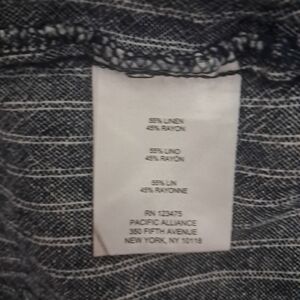 55% LINEN
45% RAYON
55% LINO
45% RAYÓN
55% LIN
45% RAYONNE
RN 123475
PACIFIC ALLIANCE
350 FIFTH AVENUE
NEW YORK, NY 10118